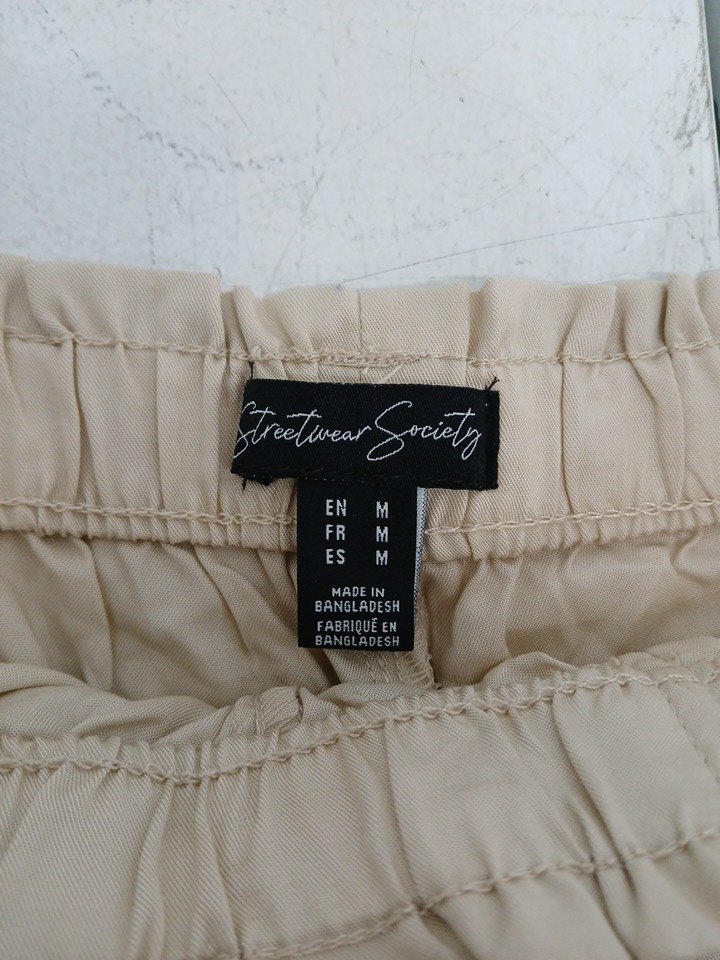 Streetwear Society
EN M
FR M
ES M
MADE IN
BANGLADESH
FABRIQUÉ EN
BANGLADESH